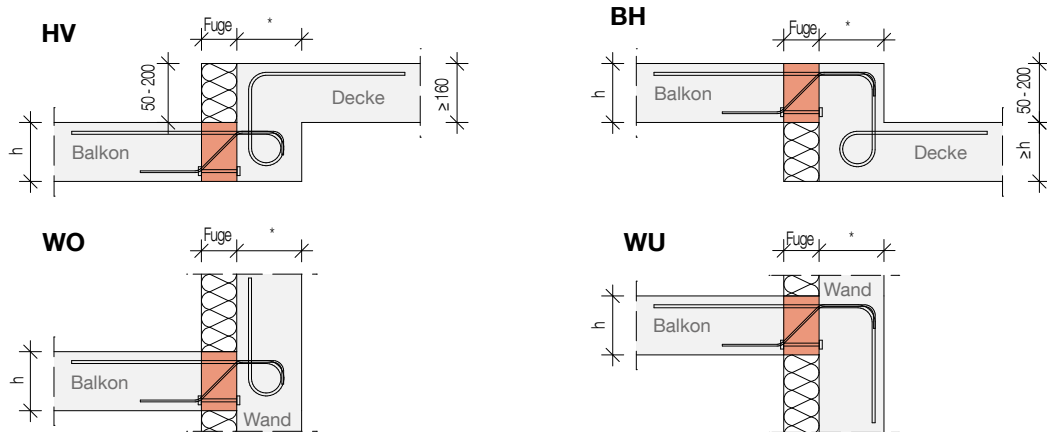 HV
Fuge *
50 - 200
Decke
≥ 160
h
Balkon
BH
Fuge *
h
Balkon
50 - 200
≥h
Decke
WO
Fuge *
h
Balkon
Wand
WU
Fuge *
Wand
h
Balkon